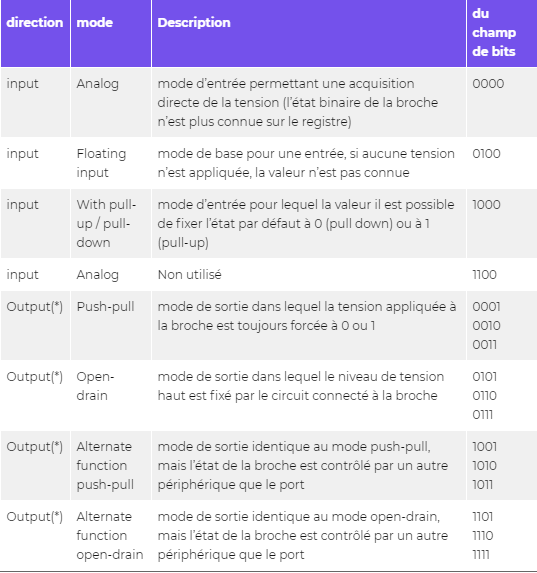 direction mode Description du champ de bits
input Analog mode d’entrée permettant une acquisition directe de la tension (l’état binaire de la broche n’est plus connue sur le registre) 0000
input Floating input mode de base pour une entrée, si aucune tension n’est appliquée, la valeur n’est pas connue 0100
input With pull-up / pull-down mode d’entrée pour lequel la valeur il est possible de fixer l’état par défaut à 0 (pull down) ou à 1 (pull-up) 1000
input Analog Non utilisé 1100
Output(*) Push-pull mode de sortie dans lequel la tension appliquée à la broche est toujours forcée à 0 ou 1 0001 0010 0011
Output(*) Open-drain mode de sortie dans lequel le niveau de tension haut est fixé par le circuit connecté à la broche 0101 0110 0111
Output(*) Alternate function push-pull mode de sortie identique au mode push-pull, mais l’état de la broche est contrôlé par un autre périphérique que le port 1001 1010 1011
Output(*) Alternate function open-drain mode de sortie identique au mode open-drain, mais l’état de la broche est contrôlé par un autre périphérique que le port 1101 1110 1111